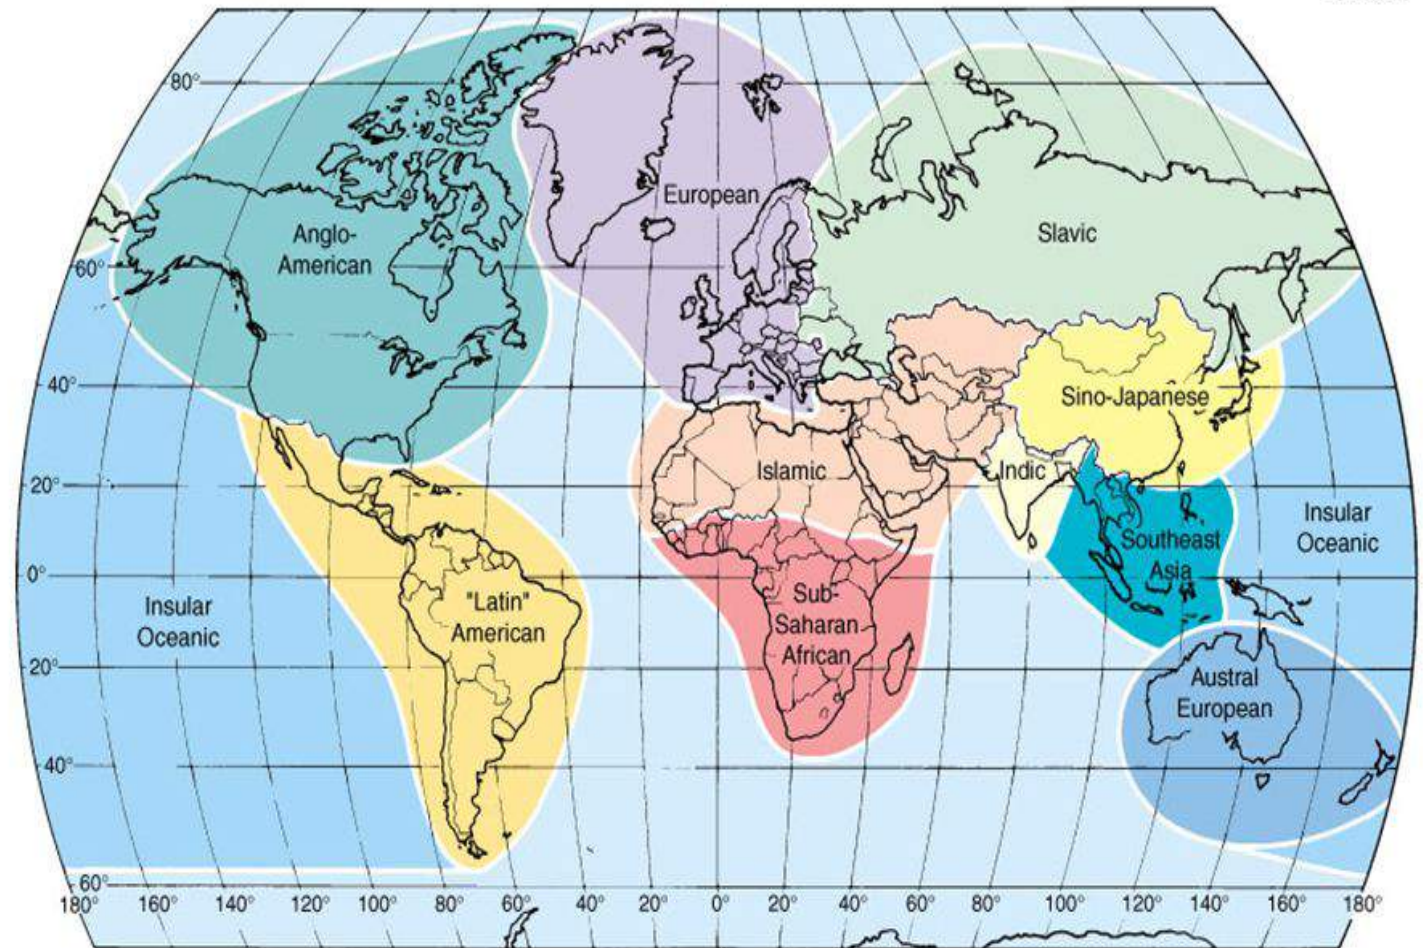 80°
European
Anglo-
American
Slavic
60°
40°
Sino-Japanese
Islamic
Indic
20°
Insular
Oceanic
Southeast
Asia
0°
Insular
Oceanic
"Latin"
American
Sub-
Saharan
African
20°
Austral
European
40°
60°
180° 160° 140° 120° 100° 80° 60° 40° 20° 0° 20° 40° 60° 80° 100° 120° 140° 160° 180°